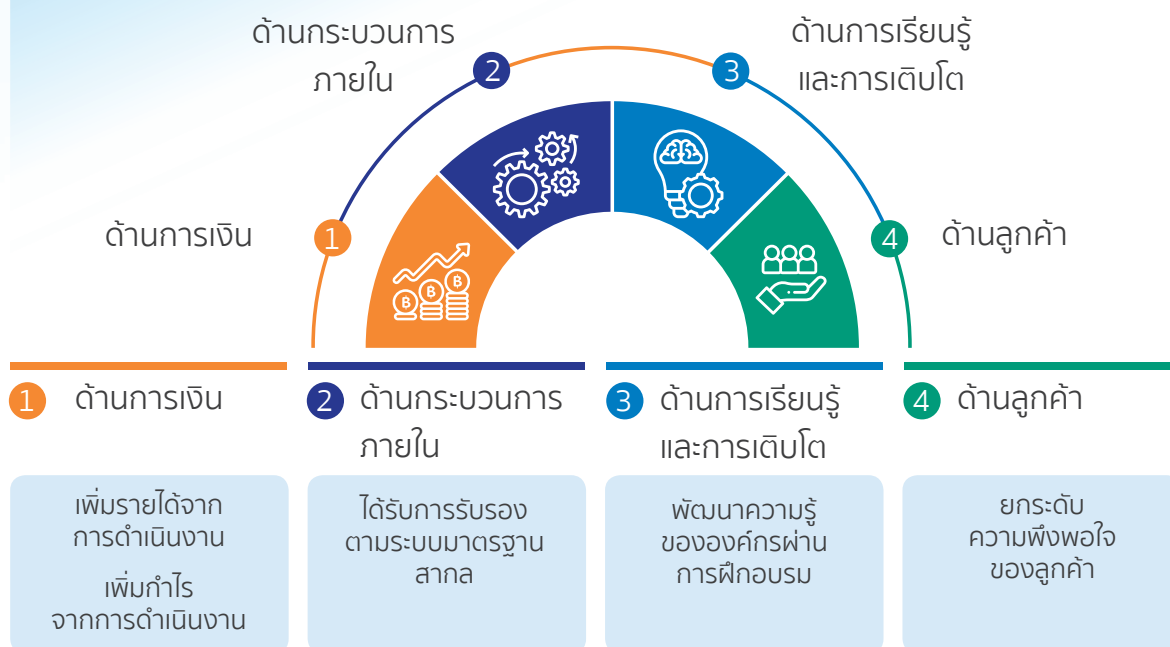 ด้านกระบวนการ
ภายใน
2
3
ด้านการเรียนรู้
และการเติบโต
ด้านการเงิน
1
4
ด้านลูกค้า
฿ ฿ ฿
1 ด้านการเงิน
2 ด้านกระบวนการ
ภายใน
3 ด้านการเรียนรู้
และการเติบโต
4 ด้านลูกค้า
เพิ่มรายได้จาก
การดำเนินงาน
เพิ่มกำไร
จากการดำเนินงาน
ได้รับการรับรอง
ตามระบบมาตรฐาน
สากล
พัฒนาความรู้
ขององค์กรผ่าน
การฝึกอบรม
ยกระดับ
ความพึงพอใจ
ของลูกค้า